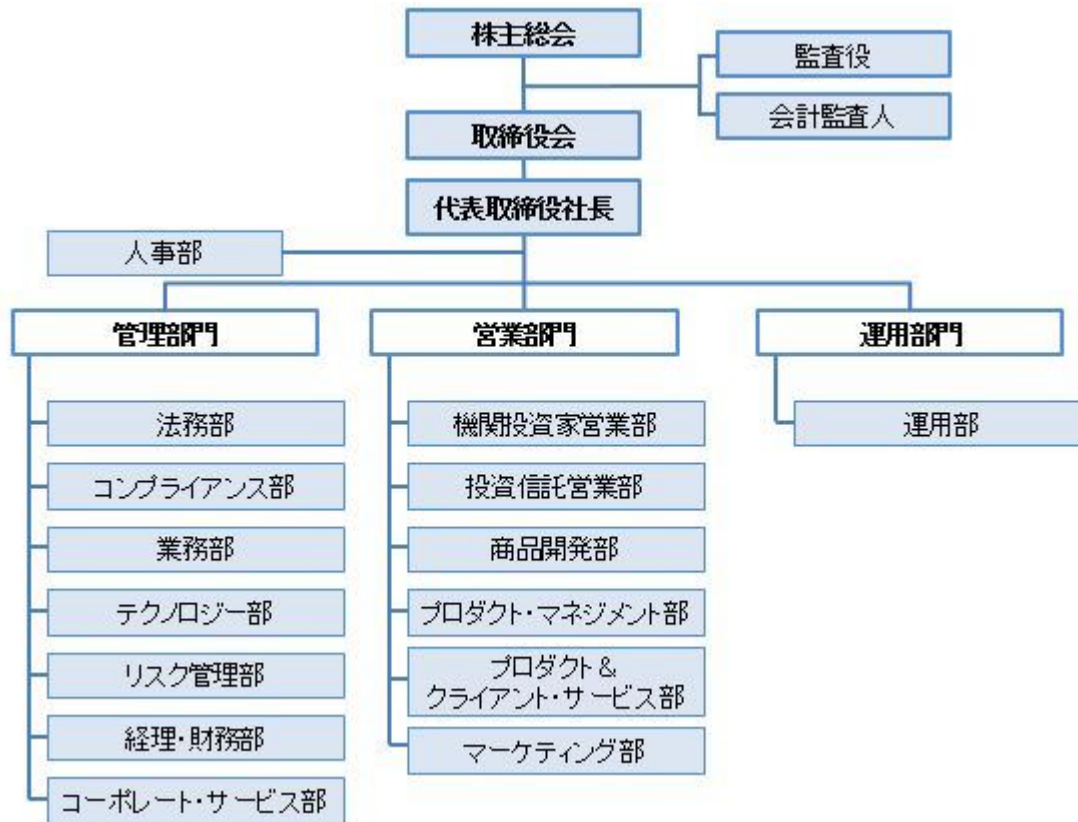 株主総会
監査役
会計監査人
取締役会
代表取締役社長
人事部
管理部門
営業部門
運用部門
法務部
コンプライアンス部
業務部
テクノロジー部
リスク管理部
経理・財務部
コーポレート・サービス部
機関投資家営業部
投資信託営業部
商品開発部
プロダクト・マネジメント部
プロダクト＆
クライアント・サービス部
マーケティング部
運用部